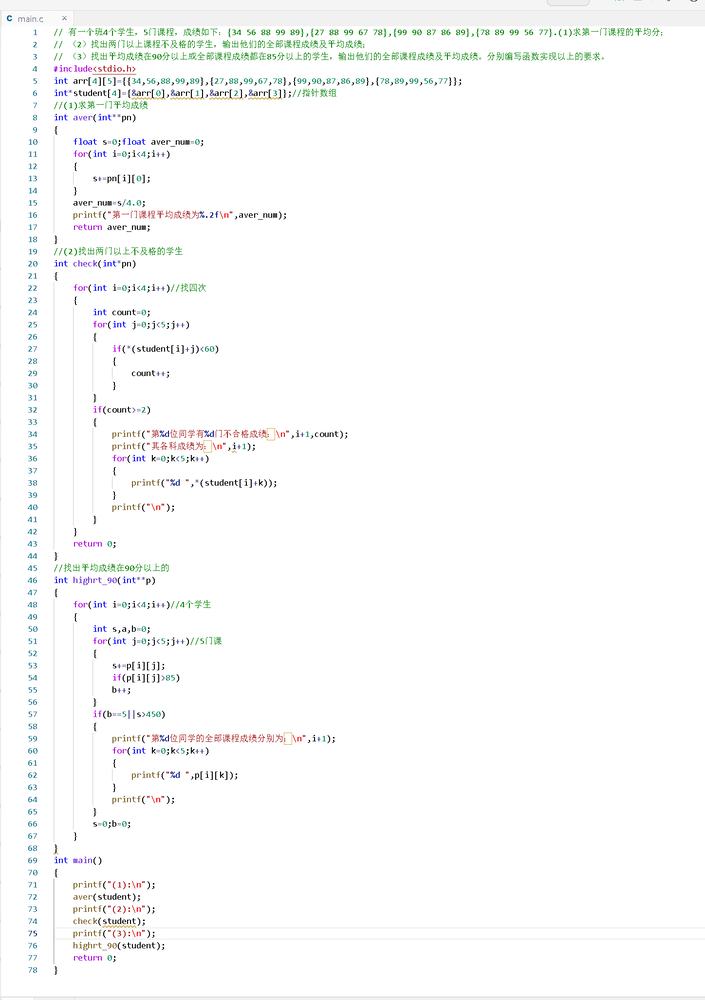 C main.c ×
1 // 有一个班4个学生，5门课程，成绩如下：{34 56 88 99 89},{27 88 99 67 78},{99 90 87 86 89},{78 89 99 56 77}.(1)求第一门课程的平均分；
2 // （2）找出两门以上课程不及格的学生，输出他们的全部课程成绩及平均成绩；
3 // （3）找出平均成绩在90分以上或全部课程成绩都在85分以上的学生，输出他们的全部课程成绩及平均成绩。分别编写函数实现以上的要求。
4 #include<stdio.h>
5 int arr[4][5]={{34,56,88,99,89},{27,88,99,67,78},{99,90,87,86,89},{78,89,99,56,77}};
6 int*student[4]={&arr[0],&arr[1],&arr[2],&arr[3]};//指针数组
7 //(1)求第一门平均成绩
8 int aver(int**pn)
9 {
10 float s=0;float aver_num=0;
11 for(int i=0;i<4;i++)
12 {
13 s+=pn[i][0];
14 }
15 aver_num=s/4.0;
16 printf("第一门课程平均成绩为%.2f\n",aver_num);
17 return aver_num;
18 }
19 //(2)找出两门以上不及格的学生
20 int check(int*pn)
21 {
22 for(int i=0;i<4;i++)//找四次
23 {
24 int count=0;
25 for(int j=0;j<5;j++)
26 {
27 if(*(student[i]+j)<60)
28 {
29 count++;
30 }
31 }
32 if(count>=2)
33 {
34 printf("第%d位同学有%d门不合格成绩：\n",i+1,count);
35 printf("其各科成绩为：\n",i+1);
36 for(int k=0;k<5;k++)
37 {
38 printf("%d ",*(student[i]+k));
39 }
40 printf("\n");
41 }
42 }
43 return 0;
44 }
45 //找出平均成绩在90分以上的
46 int highrt_90(int**p)
47 {
48 for(int i=0;i<4;i++)//4个学生
49 {
50 int s,a,b=0;
51 for(int j=0;j<5;j++)//5门课
52 {
53 s+=p[i][j];
54 if(p[i][j]>85)
55 b++;
56 }
57 if(b==5||s>450)
58 {
59 printf("第%d位同学的全部课程成绩分别为：\n",i+1);
60 for(int k=0;k<5;k++)
61 {
62 printf("%d ",p[i][k]);
63 }
64 printf("\n");
65 }
66 s=0;b=0;
67 }
68 }
69 int main()
70 {
71 printf("(1):\n");
72 aver(student);
73 printf("(2):\n");
74 check(student);
75 printf("(3):\n");
76 highrt_90(student);
77 return 0;
78 }